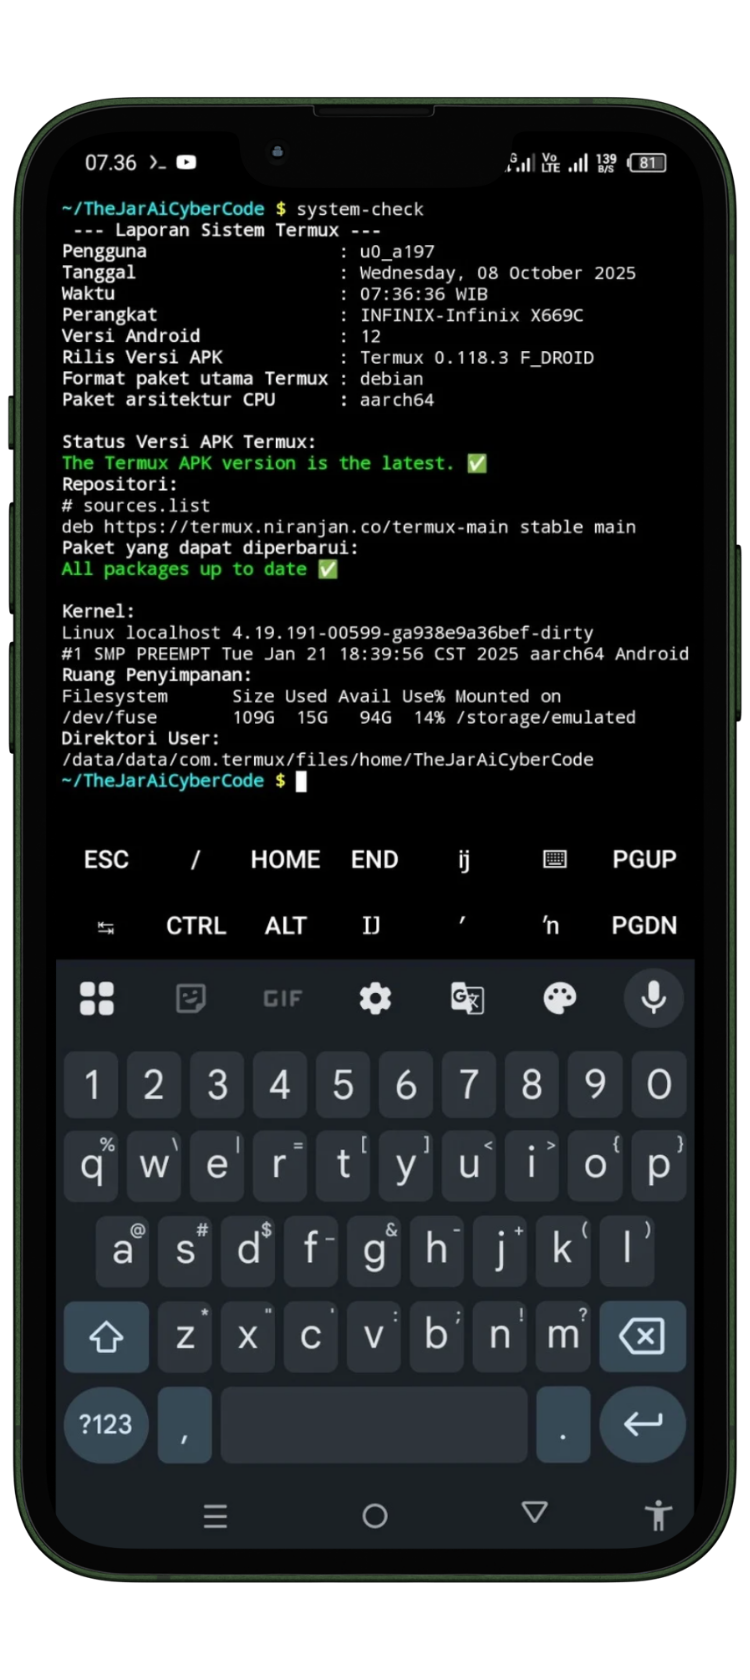 07.36 >_ G Vo LTE 139 B/S 81
~/TheJarAiCyberCode $ system-check
--- Laporan Sistem Termux ---
Pengguna : u0_a197
Tanggal : Wednesday, 08 October 2025
Waktu : 07:36:36 WIB
Perangkat : INFINIX-Infinix X669C
Versi Android : 12
Rilis Versi APK : Termux 0.118.3 F_DROID
Format paket utama Termux : debian
Paket arsitektur CPU : aarch64
Status Versi APK Termux:
The Termux APK version is the latest. ✅
Repositori:
# sources.list
deb https://termux.niranjan.co/termux-main stable main
Paket yang dapat diperbarui:
All packages up to date ✅
Kernel:
Linux localhost 4.19.191-00599-ga938e9a36bef-dirty
#1 SMP PREEMPT Tue Jan 21 18:39:56 CST 2025 aarch64 Android
Ruang Penyimpanan:
Filesystem Size Used Avail Use% Mounted on
/dev/fuse 109G 15G 94G 14% /storage/emulated
Direktori User:
/data/data/com.termux/files/home/TheJarAiCyberCode
~/TheJarAiCyberCode $
ESC / HOME END ij PGUP
CTRL ALT IJ ′ ŉ PGDN
GIF G
1 2 3 4 5 6 7 8 9 0
q% w\ e| r= t[ y] u< i> o{ p}
a@ s# d$ f_ g& h- j+ k( l)
z* x" c' v: b; n! m?
?123 , .